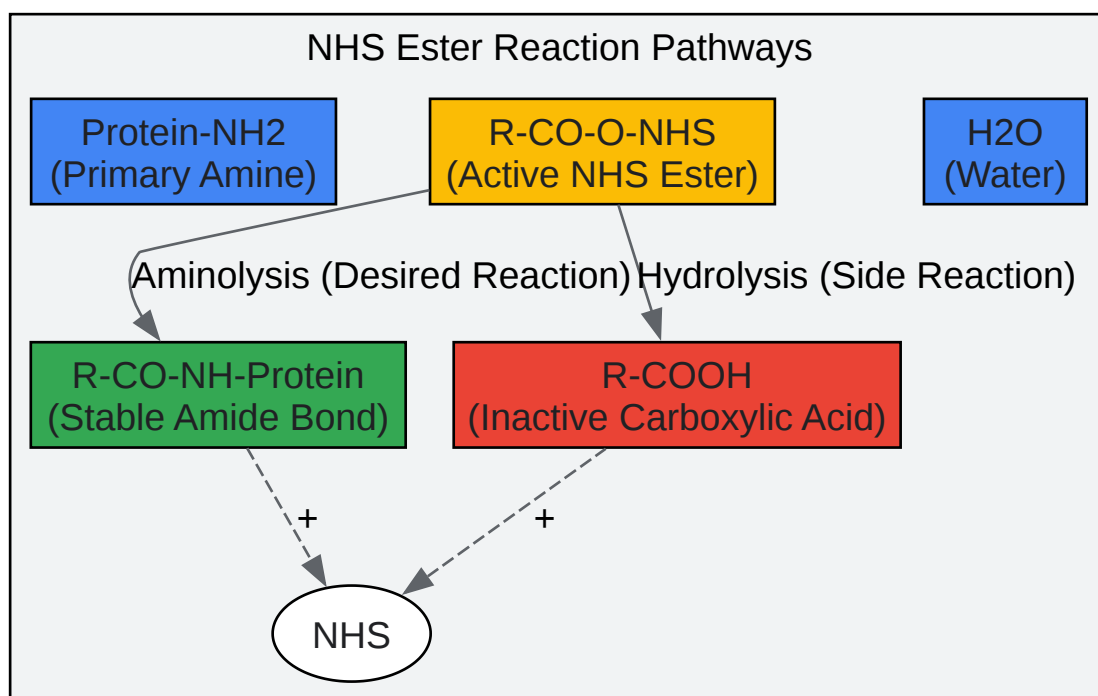 NHS Ester Reaction Pathways
Protein-NH2
(Primary Amine)
R-CO-O-NHS
(Active NHS Ester)
H2O
(Water)
Aminolysis (Desired Reaction)
Hydrolysis (Side Reaction)
R-CO-NH-Protein
(Stable Amide Bond)
R-COOH
(Inactive Carboxylic Acid)
+
+
NHS